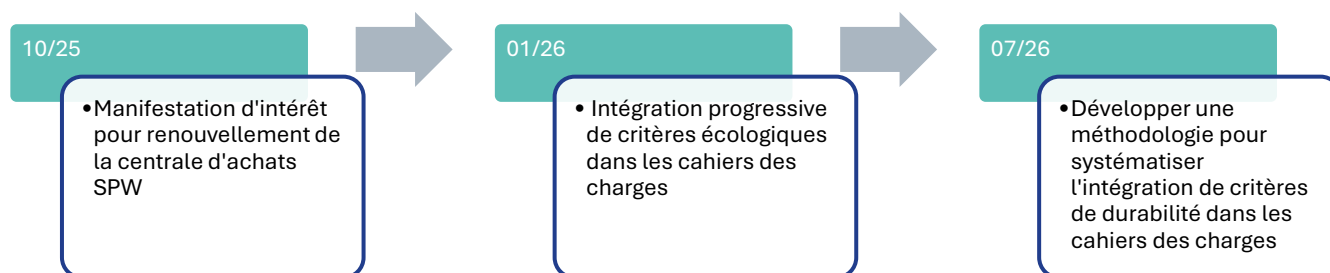 10/25
•Manifestation d'intérêt
pour renouvellement de
la centrale d'achats
SPW
01/26
• Intégration progressive
de critères écologiques
dans les cahiers des
charges
07/26
•Développer une
méthodologie pour
systématiser
l'intégration de critères
de durabilité dans les
cahiers des charges